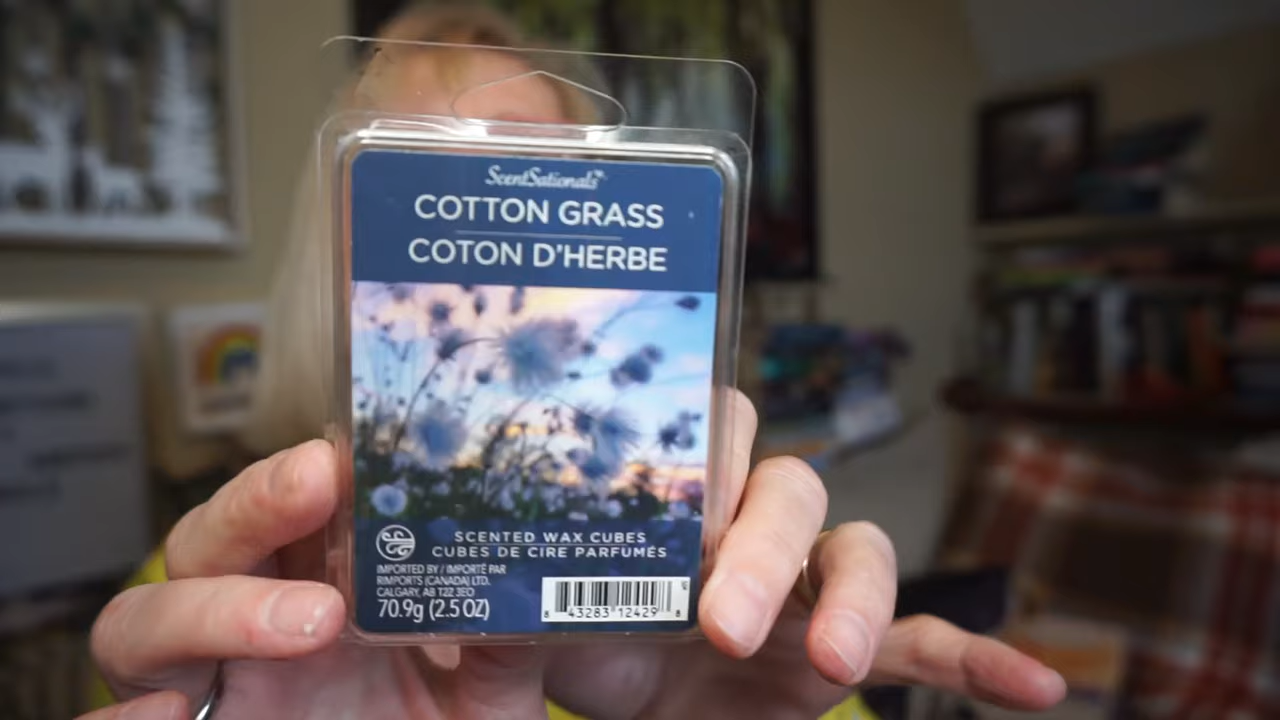 ScentSationals
COTTON GRASS
COTON D'HERBE
SCENTED WAX CUBES
CUBES DE CIRE PARFUMÉS
IMPORTED BY / IMPORTÉ PAR
RIMPORTS (CANADA) LTD.
CALGARY, AB T2Z 3E0
70.9g (2.5 OZ)
8 43283 12429 8